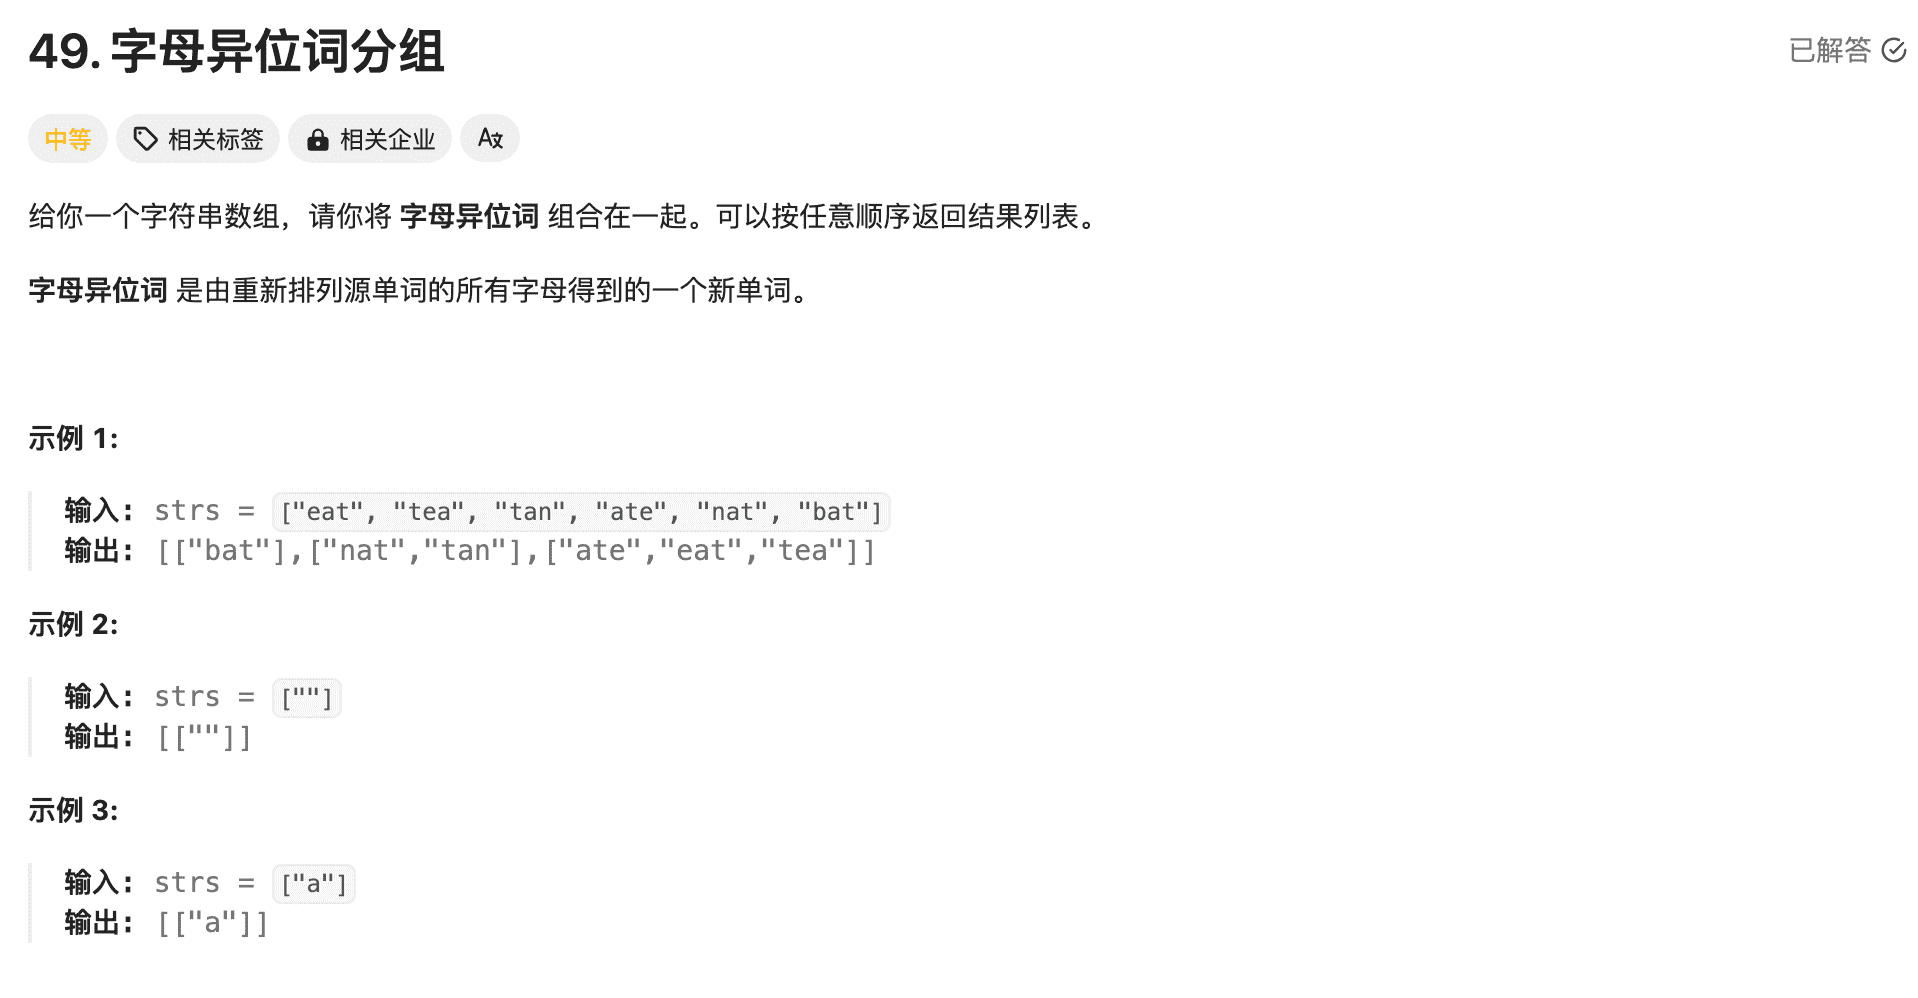 49. 字母异位词分组
已解答
中等
相关标签
相关企业
给你一个字符串数组，请你将 字母异位词 组合在一起。可以按任意顺序返回结果列表。
字母异位词 是由重新排列源单词的所有字母得到的一个新单词。
示例 1:
输入: strs = ["eat", "tea", "tan", "ate", "nat", "bat"]
输出: [["bat"],["nat","tan"],["ate","eat","tea"]]
示例 2:
输入: strs = [""]
输出: [[""]]
示例 3:
输入: strs = ["a"]
输出: [["a"]]